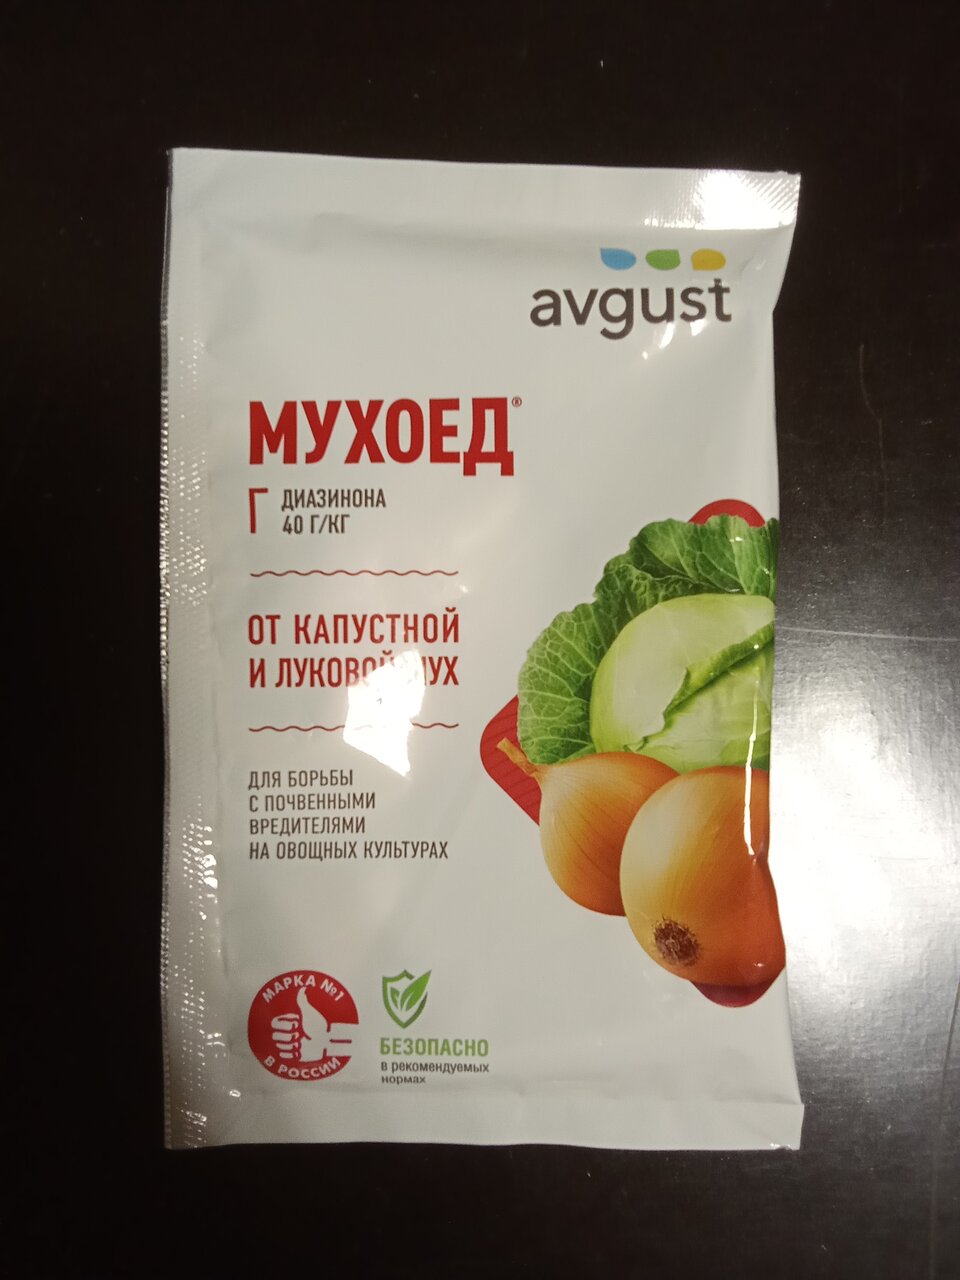 avgust
МУХОЕД®
Г ДИАЗИНОНА
40 Г/КГ
ОТ КАПУСТНОЙ
И ЛУКОВОЙ МУХ
ДЛЯ БОРЬБЫ
С ПОЧВЕННЫМИ
ВРЕДИТЕЛЯМИ
НА ОВОЩНЫХ КУЛЬТУРАХ
МАРКА №1
В РОССИИ
БЕЗОПАСНО
в рекомендуемых
нормах